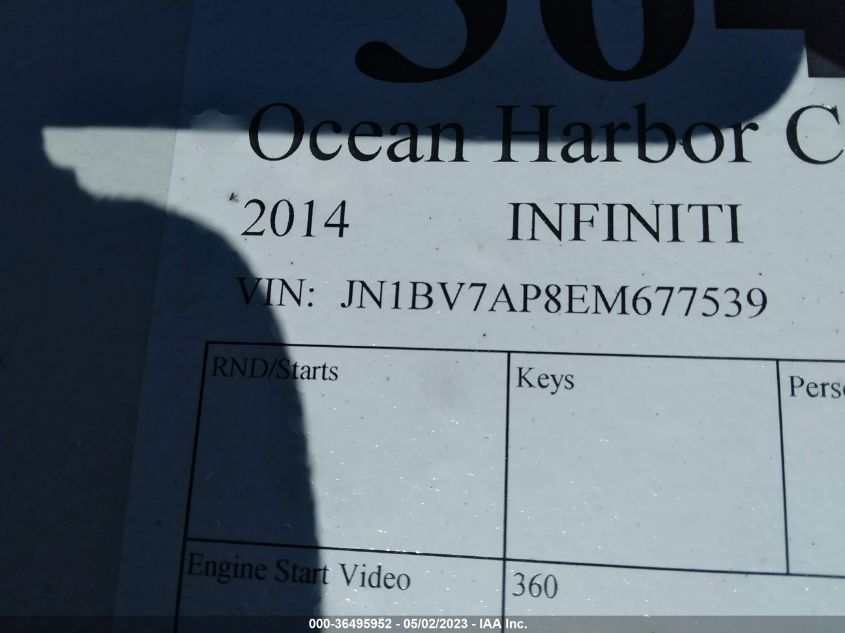 Ocean Harbor C
2014 INFINITI
VIN: JN1BV7AP8EM677539
RND/Starts Keys Perso
Engine Start Video 360
000-36495952 - 05/02/2023 - IAA Inc.